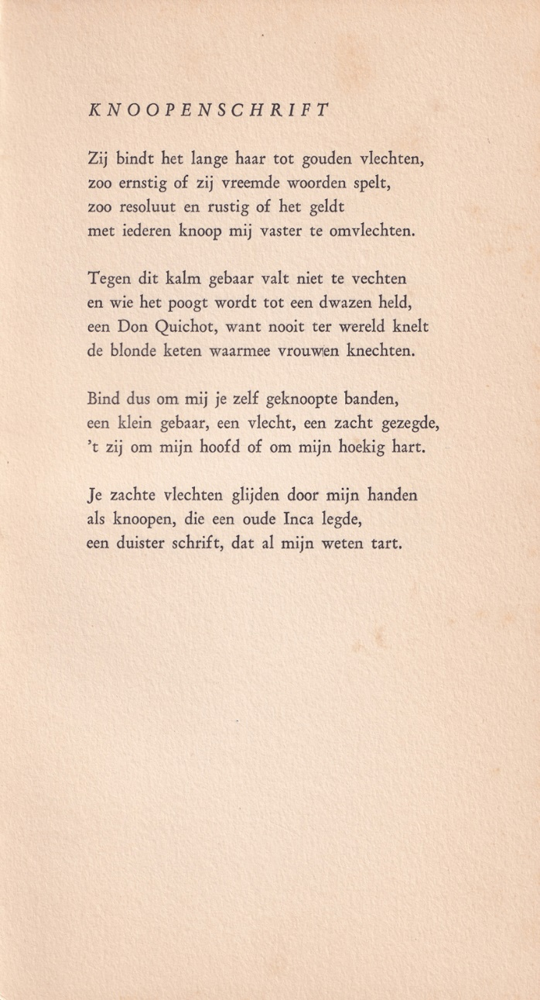 KNOOPENSCHRIFT
Zij bindt het lange haar tot gouden vlechten,
zoo ernstig of zij vreemde woorden spelt,
zoo resoluut en rustig of het geldt
met iederen knoop mij vaster te omvlechten.
Tegen dit kalm gebaar valt niet te vechten
en wie het poogt wordt tot een dwazen held,
een Don Quichot, want nooit ter wereld knelt
de blonde keten waarmee vrouwen knechten.
Bind dus om mij je zelf geknoopte banden,
een klein gebaar, een vlecht, een zacht gezegde,
't zij om mijn hoofd of om mijn hoekig hart.
Je zachte vlechten glijden door mijn handen
als knoopen, die een oude Inca legde,
een duister schrift, dat al mijn weten tart.